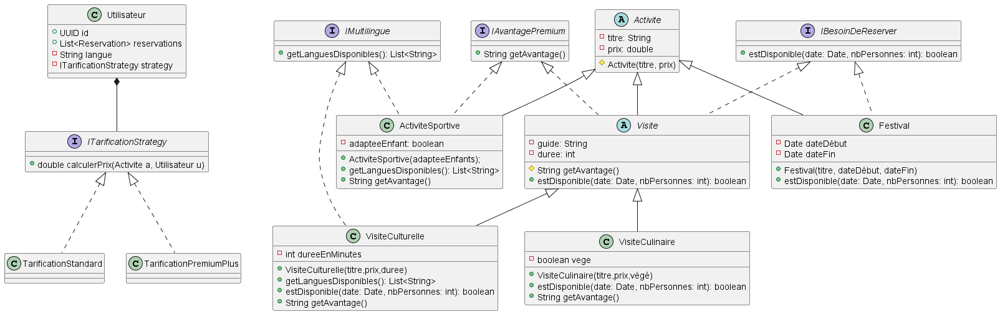 C Utilisateur
UUID id
List<Reservation> reservations
String langue
ITarificationStrategy strategy
I IMultilingue
getLanguesDisponibles(): List<String>
I IAvantagePremium
String getAvantage()
A Activite
titre: String
prix: double
Activite(titre, prix)
I IBesoinDeReserver
estDisponible(date: Date, nbPersonnes: int): boolean
I ITarificationStrategy
double calculerPrix(Activite a, Utilisateur u)
C ActiviteSportive
adapteeEnfant: boolean
ActiviteSportive(adapteeEnfants);
getLanguesDisponibles(): List<String>
String getAvantage()
A Visite
guide: String
duree: int
String getAvantage()
estDisponible(date: Date, nbPersonnes: int): boolean
C Festival
Date dateDébut
Date dateFin
Festival(titre, dateDébut, dateFin)
estDisponible(date: Date, nbPersonnes: int): boolean
C TarificationStandard
C TarificationPremiumPlus
C VisiteCulturelle
int dureeEnMinutes
VisiteCulturelle(titre,prix,duree)
getLanguesDisponibles(): List<String>
estDisponible(date: Date, nbPersonnes: int): boolean
String getAvantage()
C VisiteCulinaire
boolean vege
VisiteCulinaire(titre,prix,végé)
estDisponible(date: Date, nbPersonnes: int): boolean
String getAvantage()